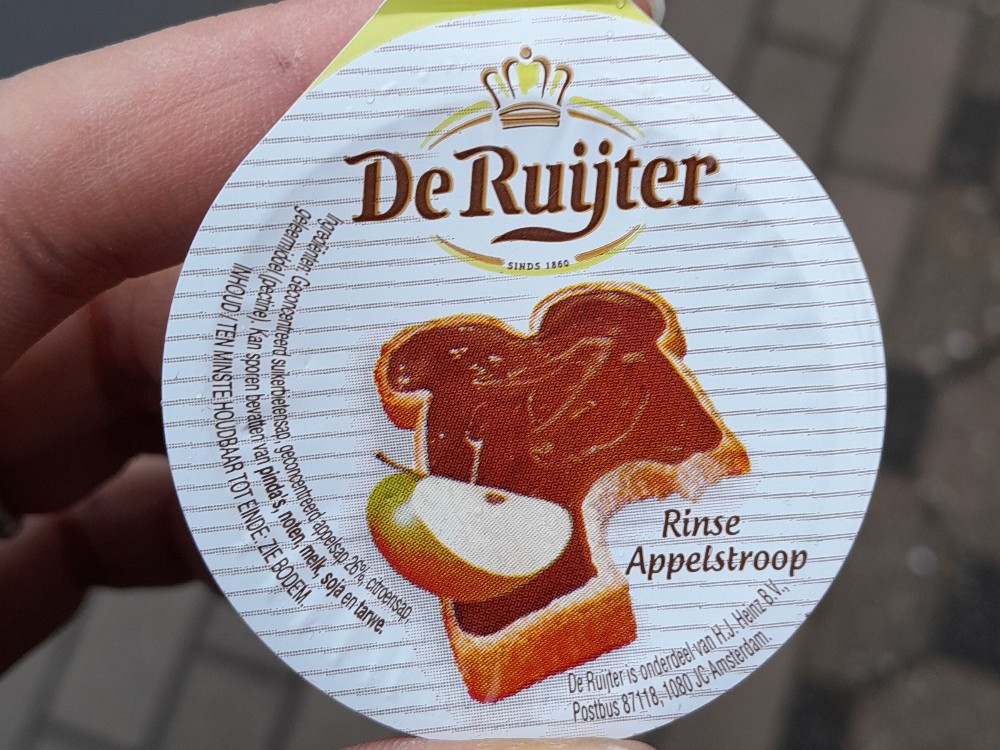 De Ruijter
SINDS 1860
Ingrediënten: Geconcentreerd suikerbietensap, geconcentreerd appelsap 26%, citroensap,
geleermiddel (pectine). Kan sporen bevatten van pinda's, noten, melk, soja en tarwe.
INHOUD / TEN MINSTE HOUDBAAR TOT EINDE: ZIE BODEM.
Rinse
Appelstroop
De Ruijter is onderdeel van H.J. Heinz B.V.,
Postbus 87118, 1080 JC Amsterdam.